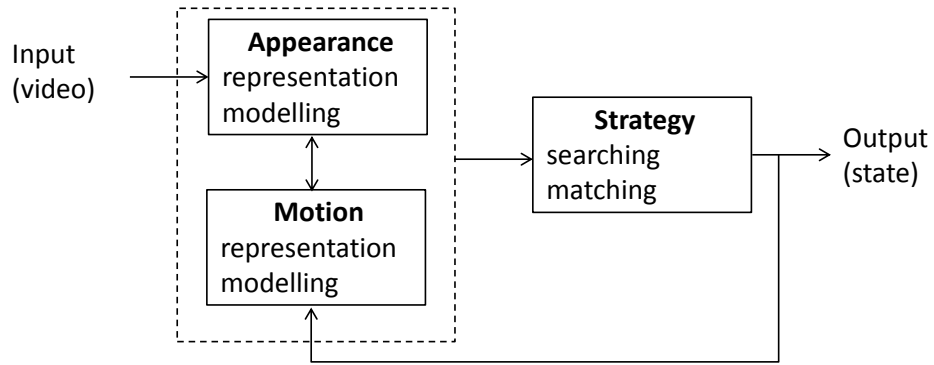 Input
(video)
Appearance
representation
modelling
Motion
representation
modelling
Strategy
searching
matching
Output
(state)